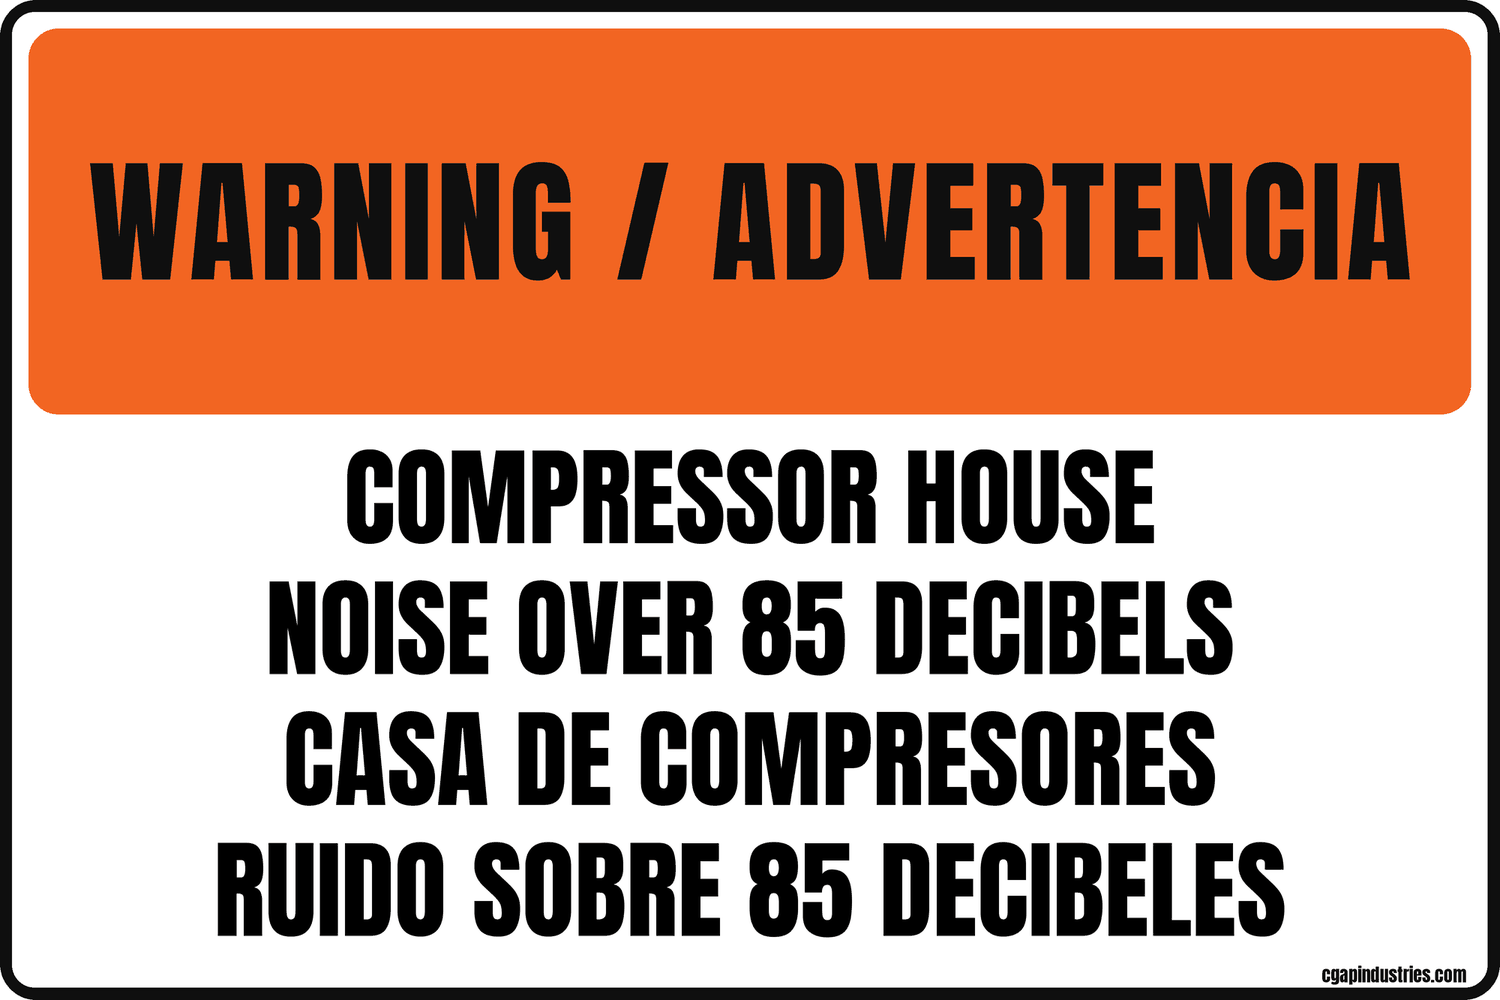 WARNING / ADVERTENCIA
COMPRESSOR HOUSE
NOISE OVER 85 DECIBELS
CASA DE COMPRESORES
RUIDO SOBRE 85 DECIBELES
cgapindustries.com